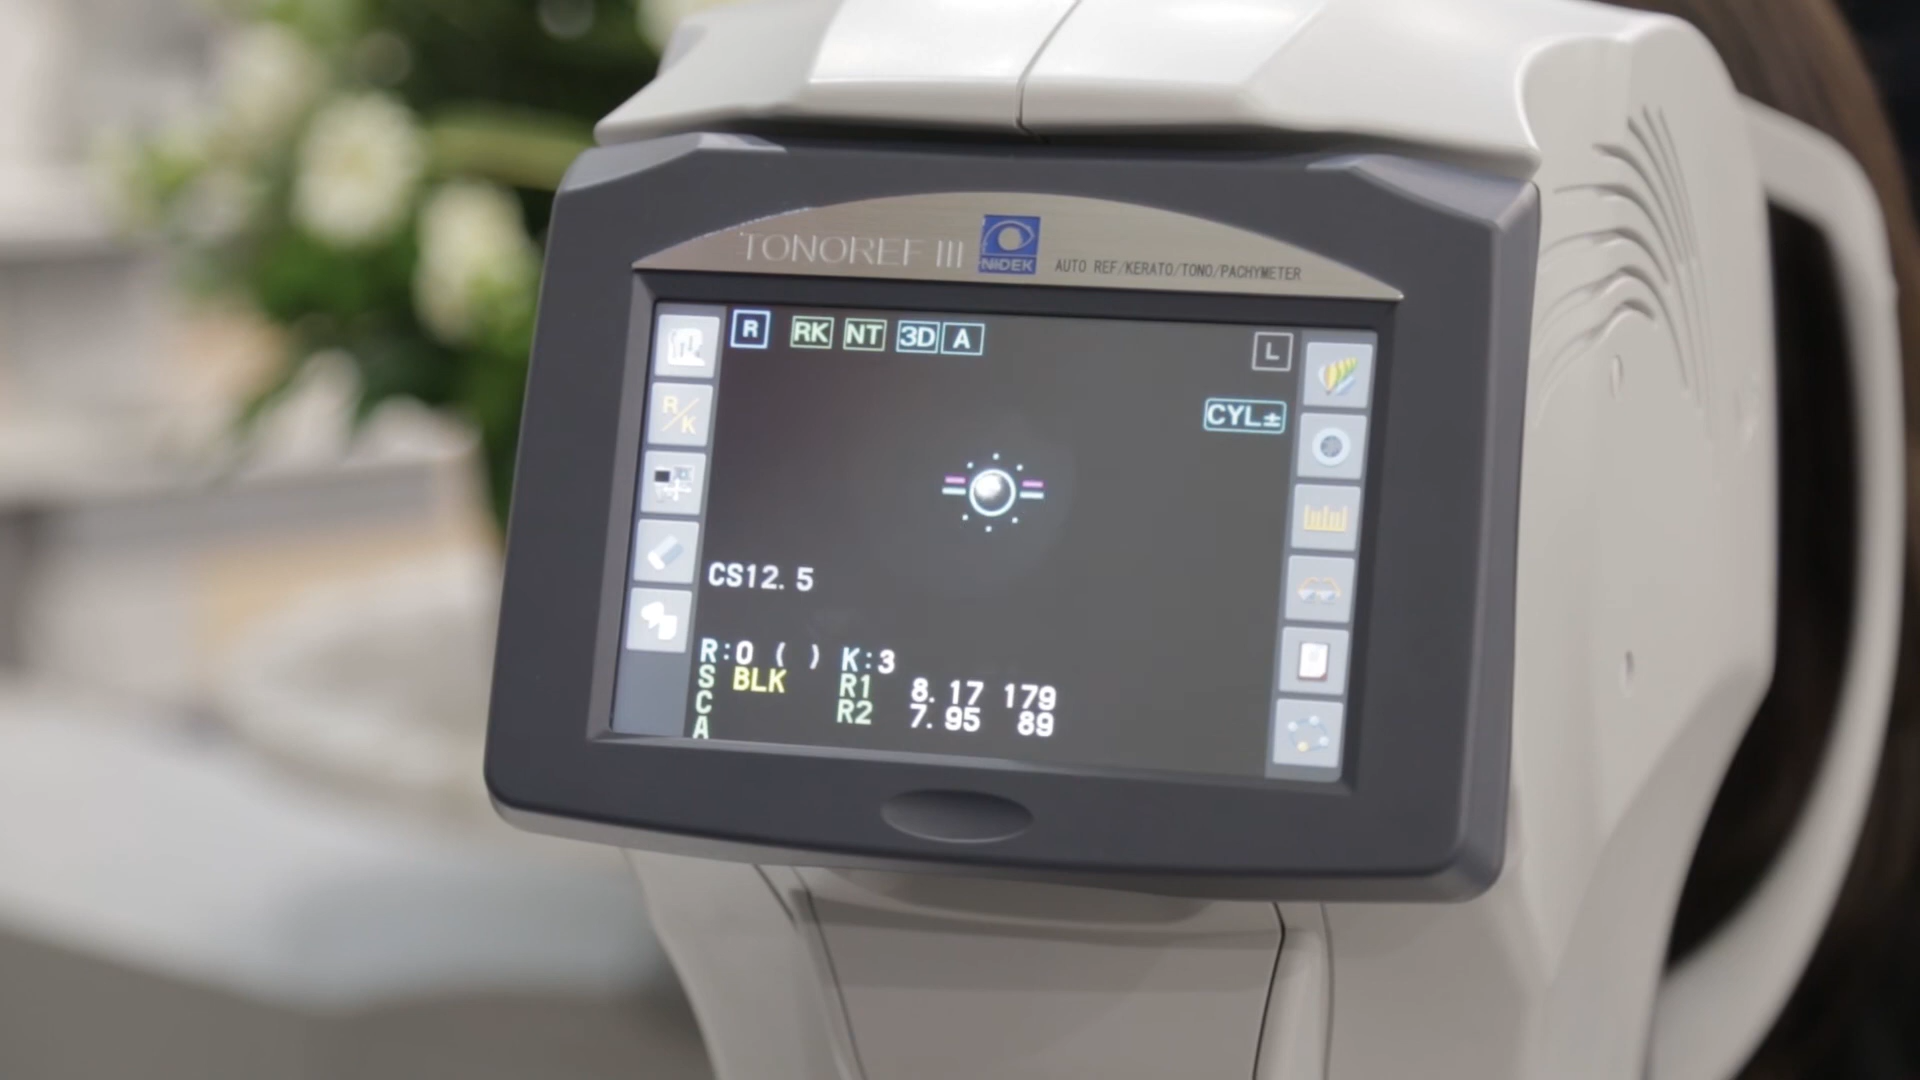 TONOREF III NIDEK AUTO REF/KERATO/TONO/PACHYMETER
R RK NT 3D A L
R/K
CYL±
CS12.5
R:0 ( ) K:3
S BLK R1 8.17 179
C R2 7.95 89
A